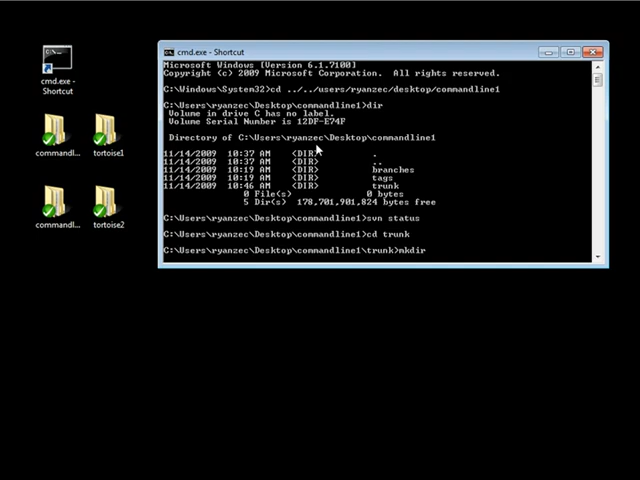 cmd.exe - Shortcut
commandl...
tortoise1
commandl...
tortoise2
cmd.exe - Shortcut
Microsoft Windows [Version 6.1.7100]
Copyright (c) 2009 Microsoft Corporation. All rights reserved.
C:\Windows\System32>cd ../../users/ryanzec/desktop/commandline1
C:\Users\ryanzec\Desktop\commandline1>dir
Volume in drive C has no label.
Volume Serial Number is 12DF-E74F
Directory of C:\Users\ryanzec\Desktop\commandline1
11/14/2009 10:37 AM <DIR> .
11/14/2009 10:37 AM <DIR> ..
11/14/2009 10:19 AM <DIR> branches
11/14/2009 10:19 AM <DIR> tags
11/14/2009 10:46 AM <DIR> trunk
0 File(s) 0 bytes
5 Dir(s) 178,701,901,824 bytes free
C:\Users\ryanzec\Desktop\commandline1>svn status
C:\Users\ryanzec\Desktop\commandline1>cd trunk
C:\Users\ryanzec\Desktop\commandline1\trunk>mkdir